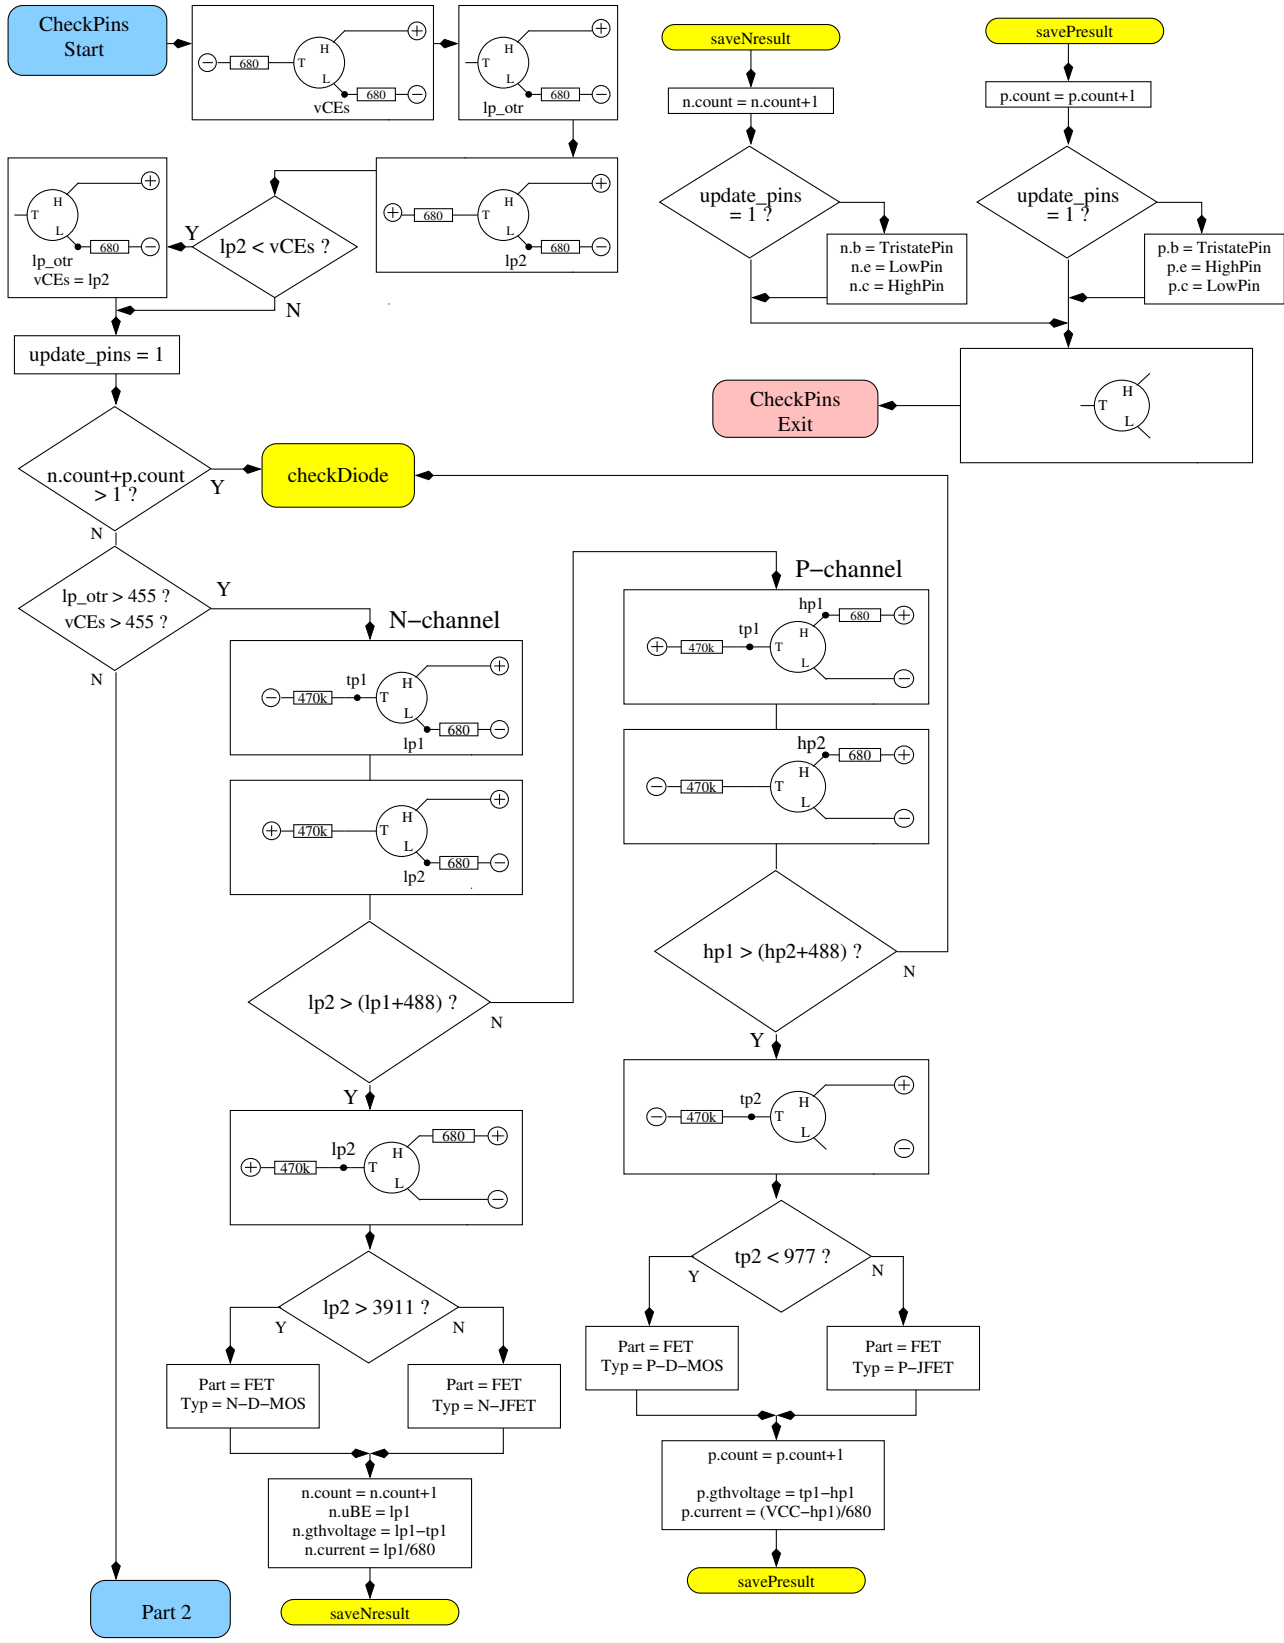 CheckPins
Start
H
T
L
680
680
vCEs
H
T
L
680
lp_otr
saveNresult
n.count = n.count+1
update_pins
= 1 ?
n.b = TristatePin
n.e = LowPin
n.c = HighPin
savePresult
p.count = p.count+1
update_pins
= 1 ?
p.b = TristatePin
p.e = HighPin
p.c = LowPin
H
T
L
680
lp_otr
vCEs = lp2
Y
lp2 < vCEs ?
N
H
T
L
680
680
lp2
update_pins = 1
CheckPins
Exit
H
T
L
n.count+p.count
> 1 ?
Y
N
checkDiode
lp_otr > 455 ?
vCEs > 455 ?
Y
N
N−channel
tp1
470k
H
T
L
680
lp1
470k
H
T
L
680
lp2
lp2 > (lp1+488) ?
N
Y
680
lp2
470k
H
T
L
lp2 > 3911 ?
Y
N
Part = FET
Typ = N−D−MOS
Part = FET
Typ = N−JFET
n.count = n.count+1
n.uBE = lp1
n.gthvoltage = lp1−tp1
n.current = lp1/680
saveNresult
Part 2
P−channel
hp1
680
tp1
470k
H
T
L
hp2
680
470k
H
T
L
hp1 > (hp2+488) ?
N
Y
tp2
470k
H
T
L
tp2 < 977 ?
Y
N
Part = FET
Typ = P−D−MOS
Part = FET
Typ = P−JFET
p.count = p.count+1
p.gthvoltage = tp1−hp1
p.current = (VCC−hp1)/680
savePresult